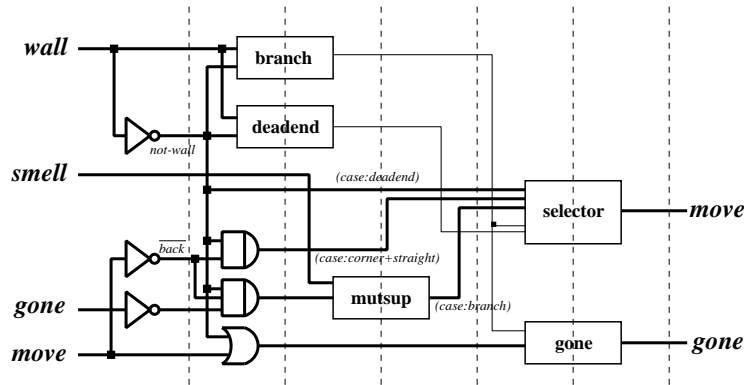 wall
branch
deadend
not-wall
smell
(case:deadend)
selector
move
back
(case:corner+straight)
gone
mutsup
(case:branch)
move
gone
gone